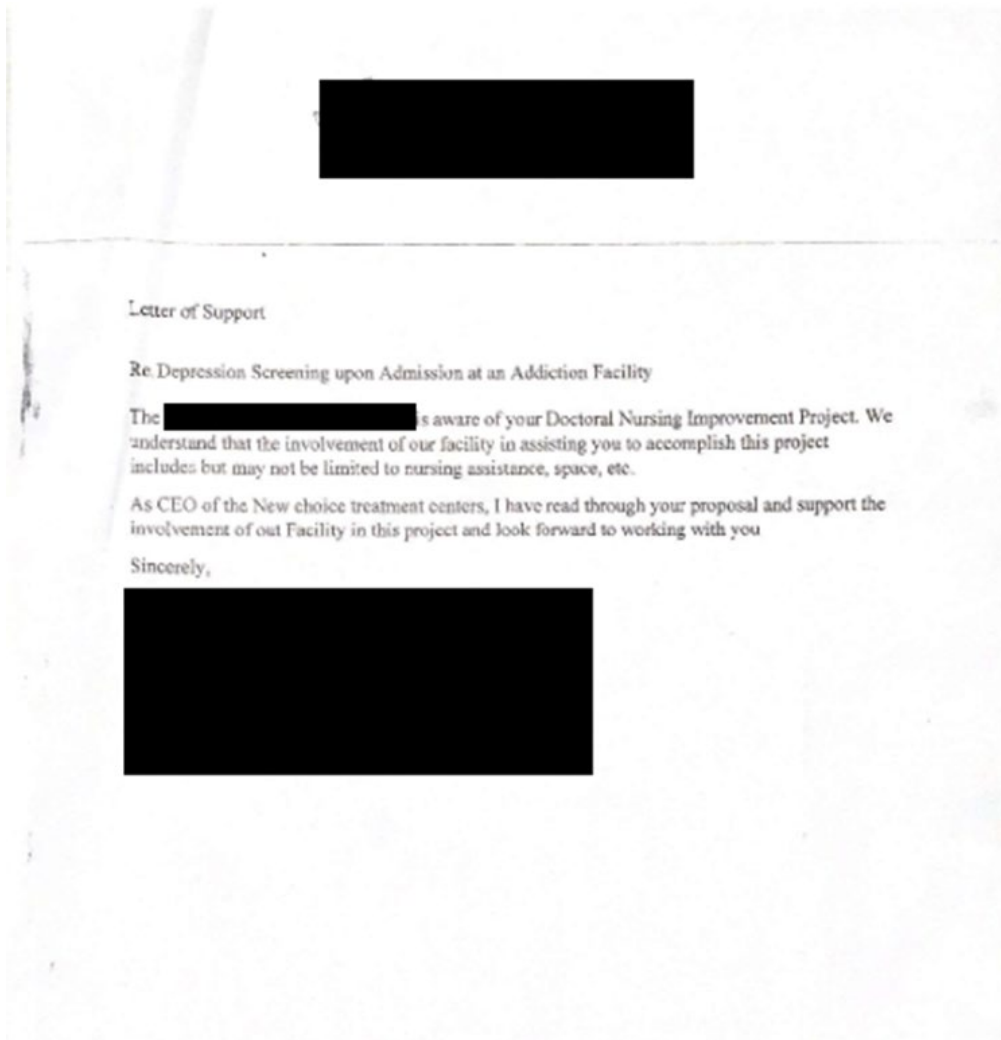 Letter of Support
Re Depression Screening upon Admission at an Addiction Facility
The is aware of your Doctoral Nursing Improvement Project. We
understand that the involvement of our facility in assisting you to accomplish this project
includes but may not be limited to nursing assistance, space, etc.
As CEO of the New choice treatment centers, I have read through your proposal and support the
involvement of out Facility in this project and look forward to working with you
Sincerely,